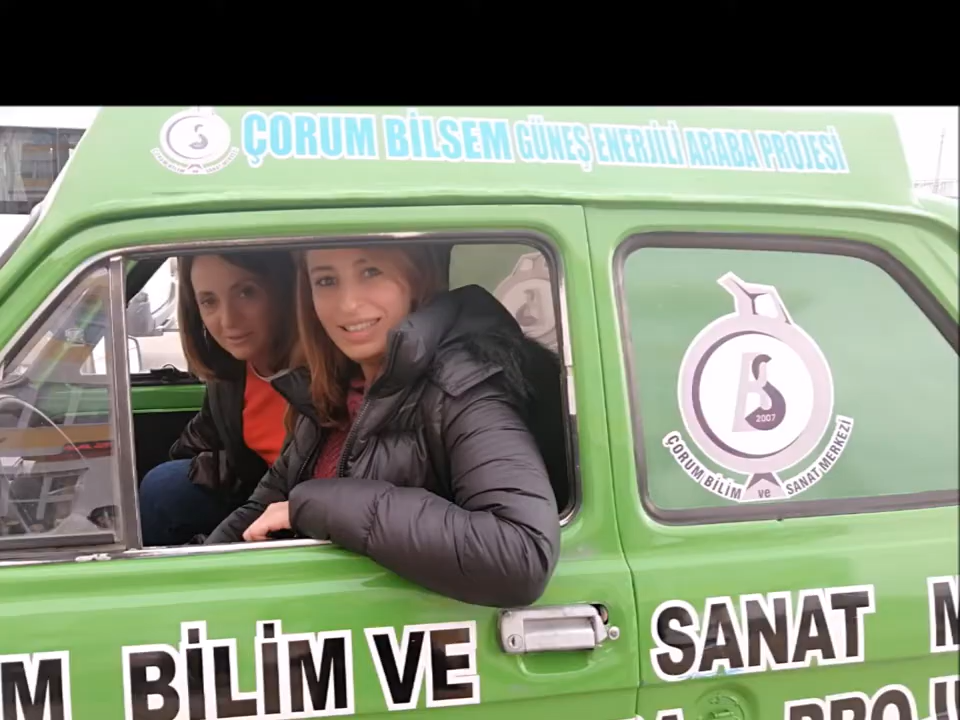 ÇORUM BİLSEM GÜNEŞ ENERJİLİ ARABA PROJESİ
BS
2007
ÇORUM BİLİM ve SANAT MERKEZİ
BİLİM VE SANAT